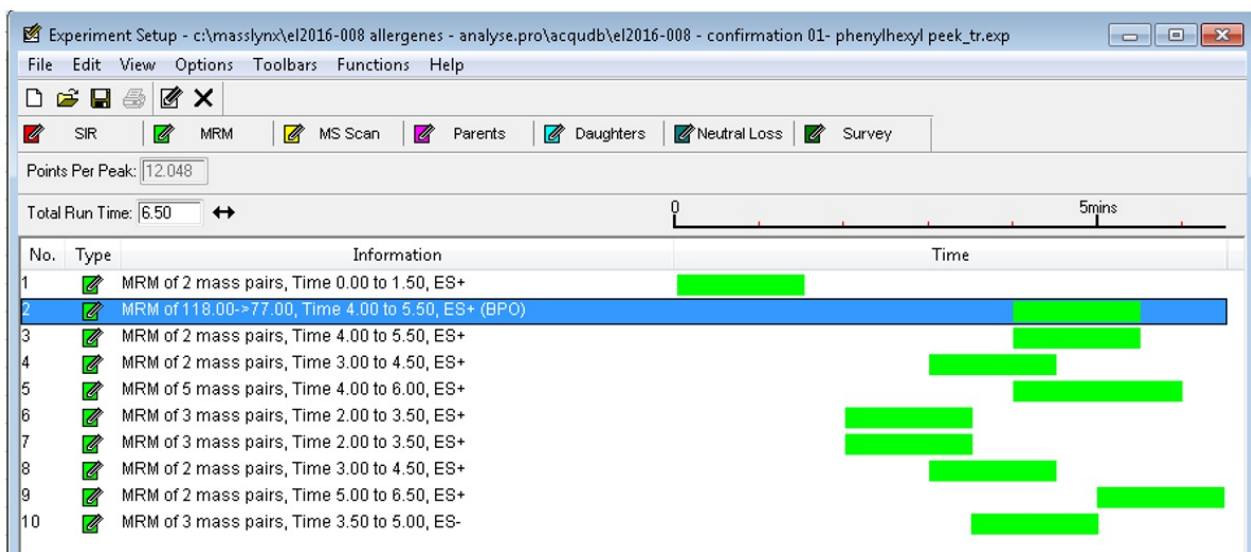 Experiment Setup - c:\masslynx\el2016-008 allergenes - analyse.pro\acqudb\el2016-008 - confirmation 01- phenylhexyl peek_tr.exp
File Edit View Options Toolbars Functions Help
SIR MRM MS Scan Parents Daughters Neutral Loss Survey
Points Per Peak: 12.048
Total Run Time: 6.50 0 5mins
No. Type Information Time
1 MRM of 2 mass pairs, Time 0.00 to 1.50, ES+
2 MRM of 118.00->77.00, Time 4.00 to 5.50, ES+ (BPO)
3 MRM of 2 mass pairs, Time 4.00 to 5.50, ES+
4 MRM of 2 mass pairs, Time 3.00 to 4.50, ES+
5 MRM of 5 mass pairs, Time 4.00 to 6.00, ES+
6 MRM of 3 mass pairs, Time 2.00 to 3.50, ES+
7 MRM of 3 mass pairs, Time 2.00 to 3.50, ES+
8 MRM of 2 mass pairs, Time 3.00 to 4.50, ES+
9 MRM of 2 mass pairs, Time 5.00 to 6.50, ES+
10 MRM of 3 mass pairs, Time 3.50 to 5.00, ES-